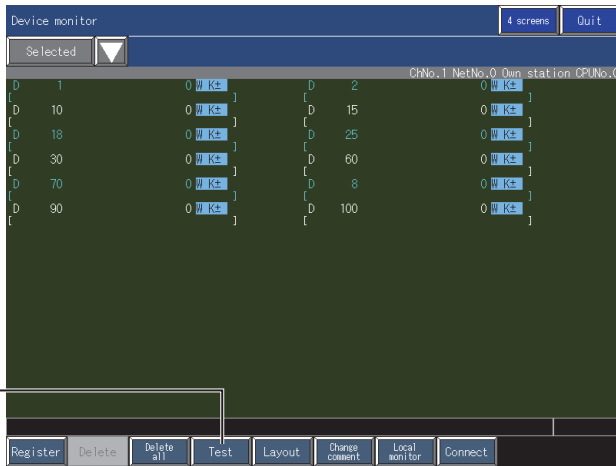 Device monitor 4 screens Quit
Selected
ChNo.1 NetNo.0 Own station CPUNo.0
D 1 0 W K± D 2 0 W K±
[ ] [ ]
D 10 0 W K± D 15 0 W K±
[ ] [ ]
D 18 0 W K± D 25 0 W K±
[ ] [ ]
D 30 0 W K± D 60 0 W K±
[ ] [ ]
D 70 0 W K± D 8 0 W K±
[ ] [ ]
D 90 0 W K± D 100 0 W K±
[ ] [ ]
Register Delete Delete all Test Layout Change comment Local monitor Connect